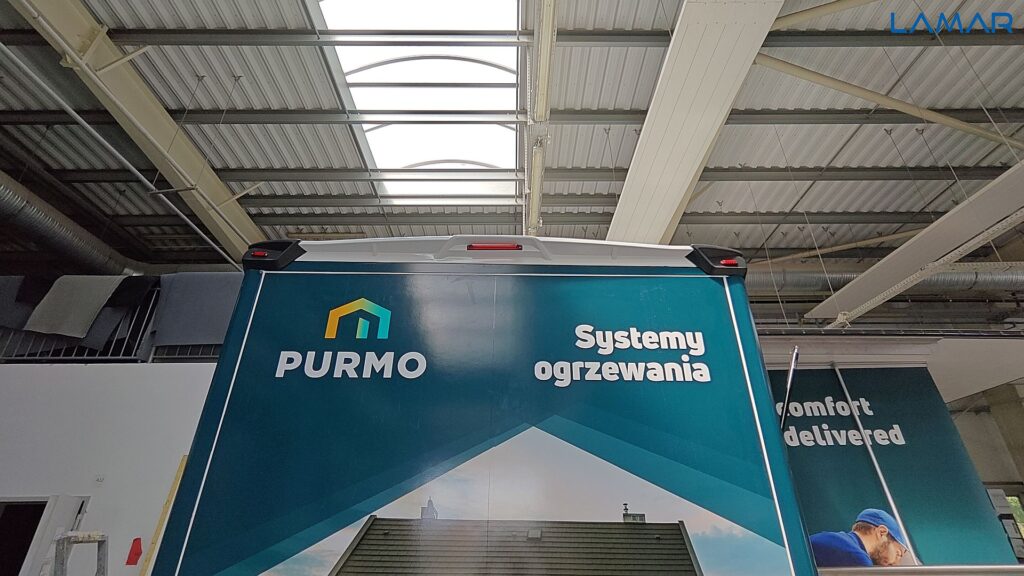 LAMAR
PURMO
Systemy
ogrzewania
comfort
delivered